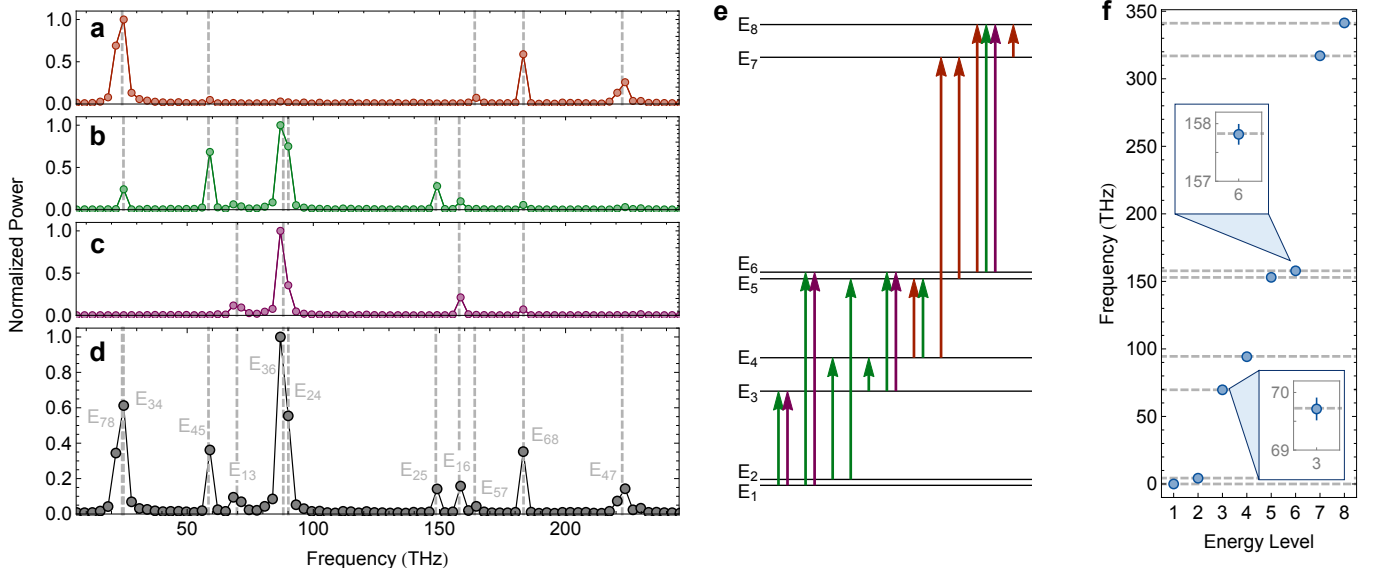 a
1.0
0.5
0.0
b
1.0
0.5
0.0
c
1.0
0.5
0.0
d
1.0
0.8
0.6
0.4
0.2
0.0
E78
E34
E45
E13
E36
E24
E25
E16
E57
E68
E47
50
100
150
200
Frequency (THz)
Normalized Power
e
E8
E7
E6
E5
E4
E3
E2
E1
f
350
300
250
200
150
100
50
0
Frequency (THz)
158
157
6
70
69
3
1 2 3 4 5 6 7 8
Energy Level